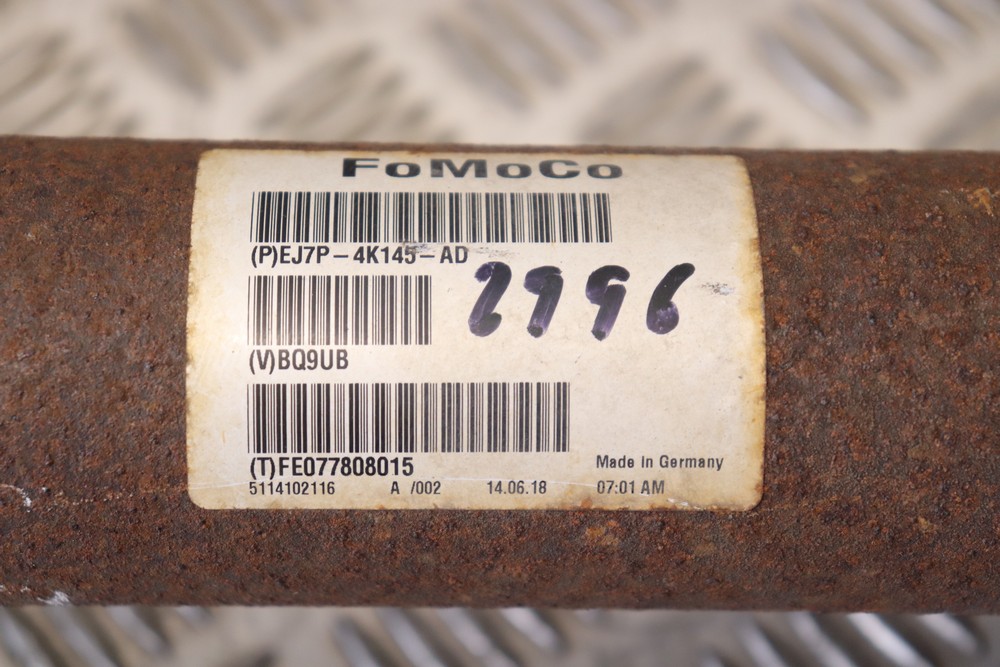 FoMoCo
(P)EJ7P-4K145-AD
2996
(V)BQ9UB
(T)FE077808015
Made In Germany
5114102116 A /002 14.06.18 07:01 AM